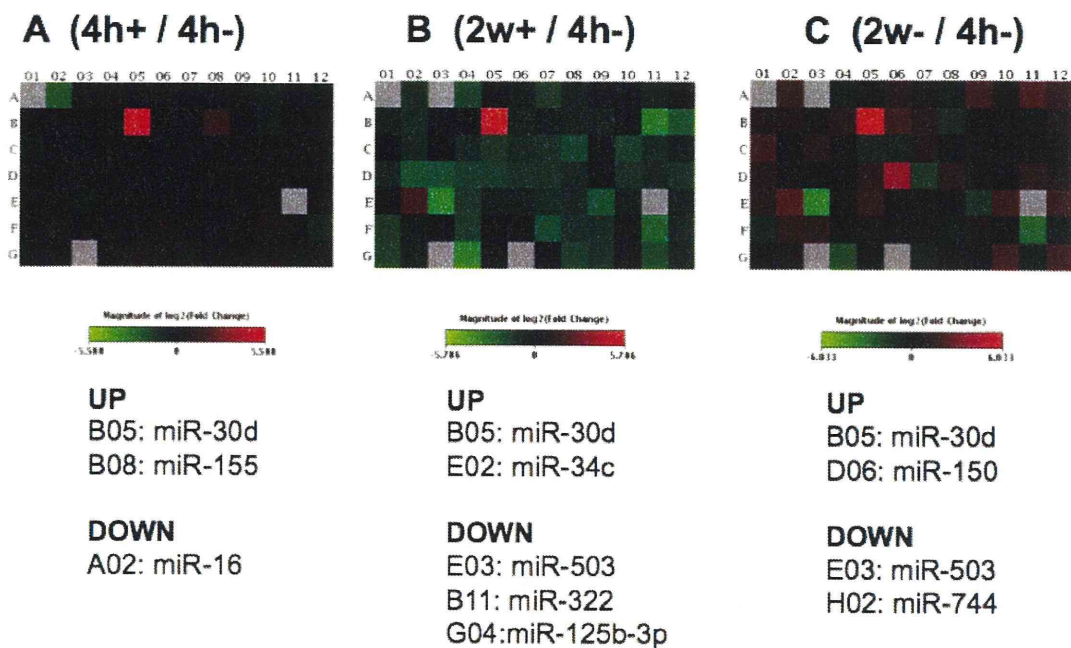 A (4h+ / 4h-)
01 02 03 04 05 06 07 08 09 10 11 12
A
B
C
D
E
F
G
Magnitude of log2(Fold Change)
-5.588 0 5.588
UP
B05: miR-30d
B08: miR-155
DOWN
A02: miR-16
B (2w+ / 4h-)
01 02 03 04 05 06 07 08 09 10 11 12
A
B
C
D
E
F
G
Magnitude of log2(Fold Change)
-5.786 0 5.786
UP
B05: miR-30d
E02: miR-34c
DOWN
E03: miR-503
B11: miR-322
G04:miR-125b-3p
C (2w- / 4h-)
01 02 03 04 05 06 07 08 09 10 11 12
A
B
C
D
E
F
G
Magnitude of log2(Fold Change)
-6.033 0 6.033
UP
B05: miR-30d
D06: miR-150
DOWN
E03: miR-503
H02: miR-744